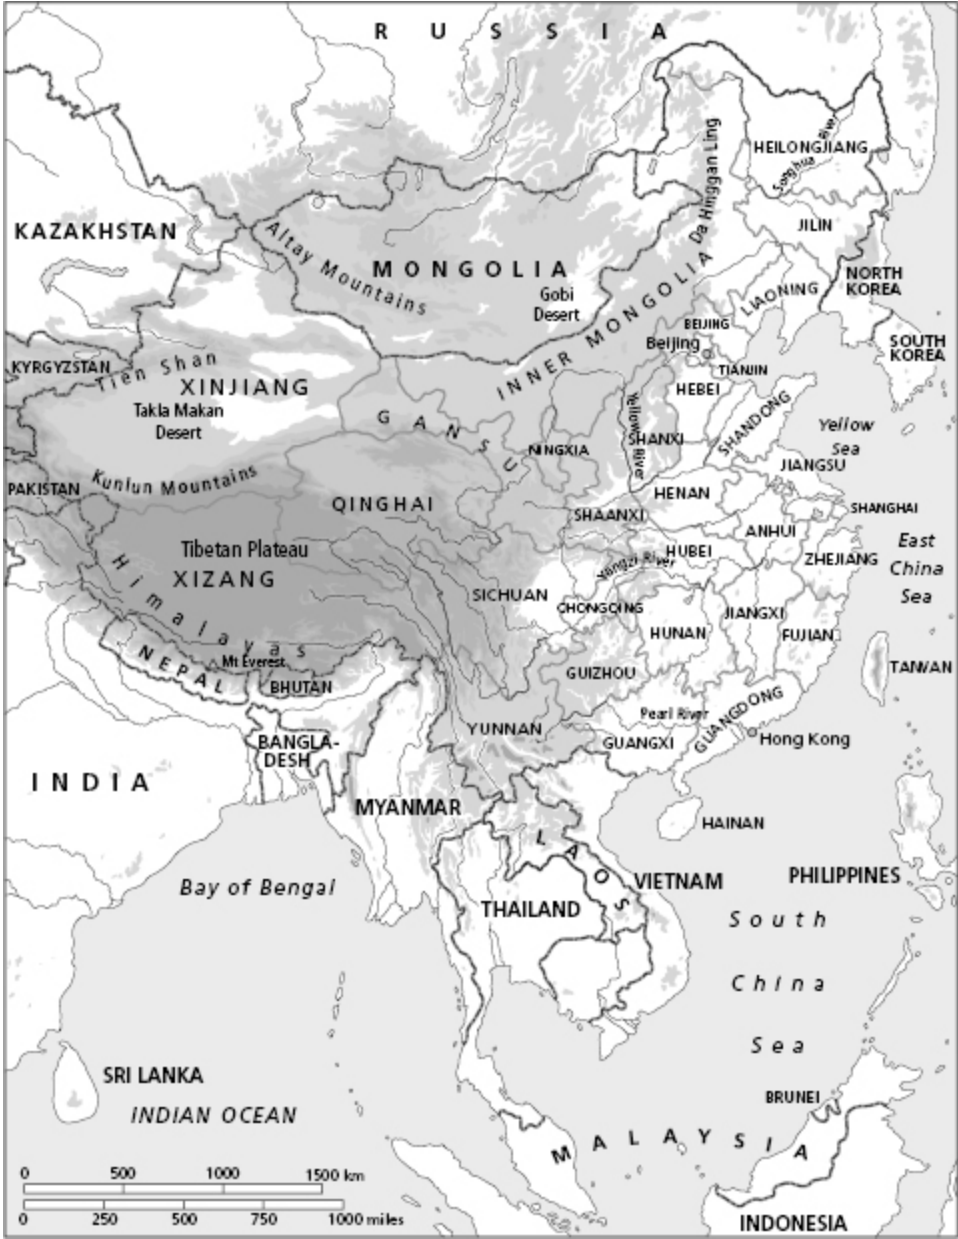 RUSSIA
HEILONGJIANG
Songhua River
Da Hinggan Ling
JILIN
KAZAKHSTAN
Altay Mountains
MONGOLIA
Gobi
Desert
INNER MONGOLIA
LIAONING
NORTH
KOREA
SOUTH
KOREA
BEIJING
Beijing
TIANJIN
HEBEI
KYRGYZSTAN
Tien Shan
XINJIANG
Takla Makan
Desert
GANSU
NINGXIA
Yellow River
SHANXI
SHANDONG
Yellow
Sea
JIANGSU
PAKISTAN
Kunlun Mountains
QINGHAI
SHAANXI
HENAN
SHANGHAI
ANHUI
Tibetan Plateau
XIZANG
Himalayas
SICHUAN
Yangzi River
HUBEI
ZHEJIANG
East
China
Sea
CHONGQING
HUNAN
JIANGXI
FUJIAN
NEPAL
Mt Everest
BHUTAN
GUIZHOU
TAIWAN
YUNNAN
Pearl River
GUANGXI
GUANGDONG
Hong Kong
INDIA
BANGLA-
DESH
MYANMAR
HAINAN
LAOS
VIETNAM
PHILIPPINES
Bay of Bengal
THAILAND
South
China
Sea
SRI LANKA
INDIAN OCEAN
BRUNEI
MALAYSIA
INDONESIA
0 500 1000 1500 km
0 250 500 750 1000 miles